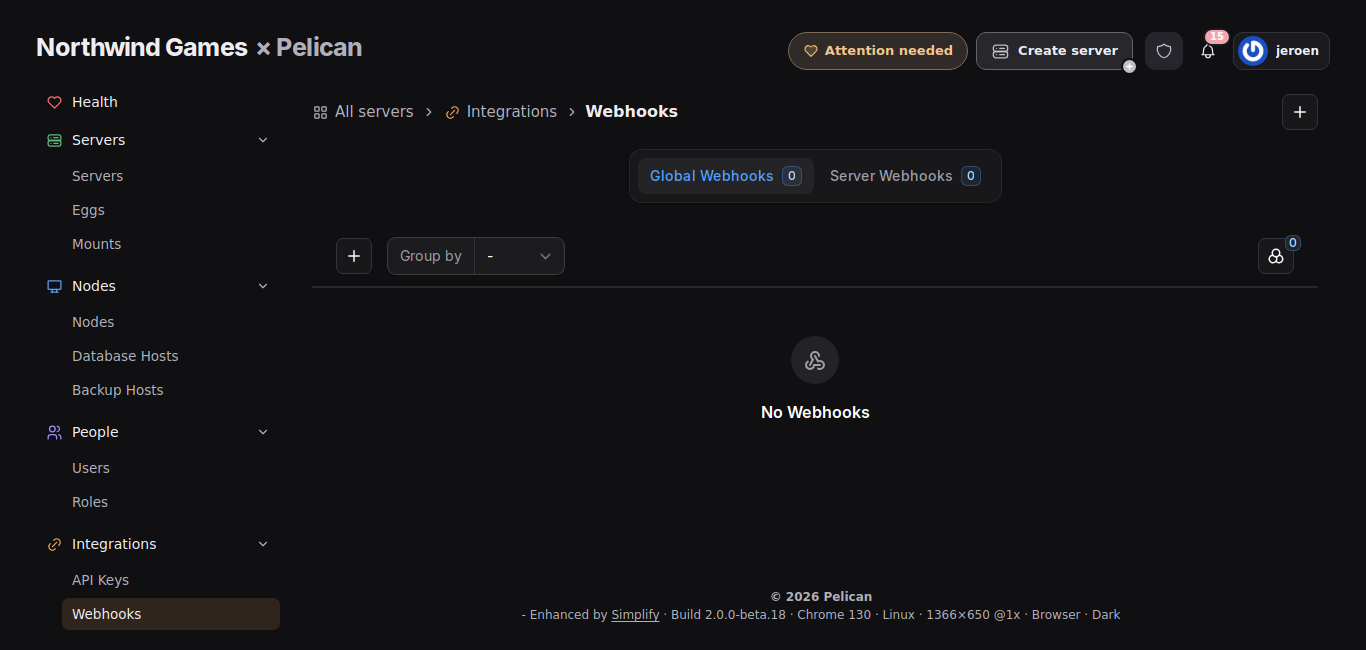 Northwind Games × Pelican
Attention needed
Create server
15
jeroen
Health
Servers
Servers
Eggs
Mounts
Nodes
Nodes
Database Hosts
Backup Hosts
People
Users
Roles
Integrations
API Keys
Webhooks
All servers > Integrations > Webhooks
Global Webhooks 0
Server Webhooks 0
Group by -
0
No Webhooks
© 2026 Pelican
- Enhanced by Simplify · Build 2.0.0-beta.18 · Chrome 130 · Linux · 1366×650 @1x · Browser · Dark